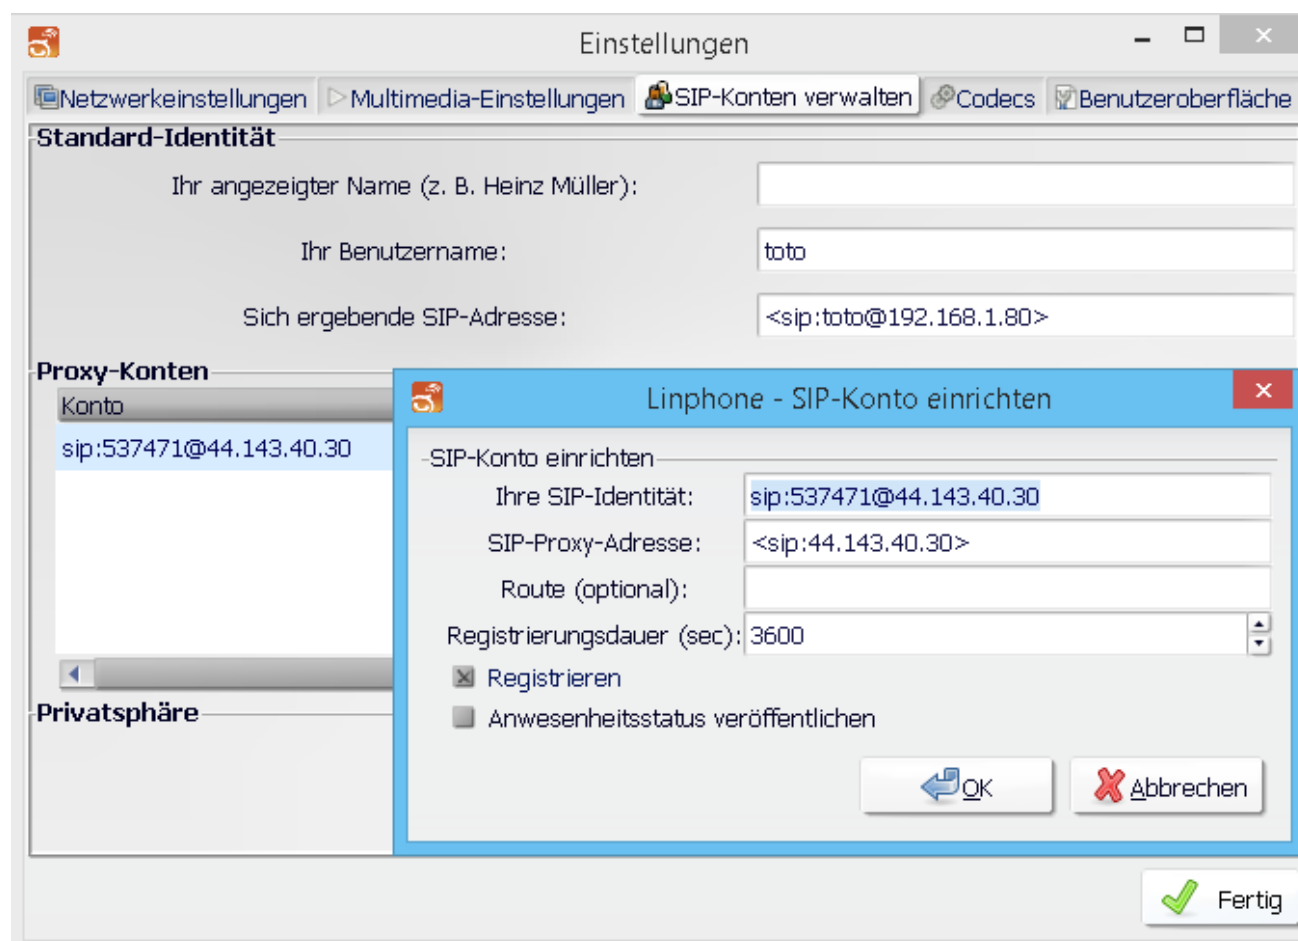 Einstellungen
Netzwerkeinstellungen Multimedia-Einstellungen SIP-Konten verwalten Codecs Benutzeroberfläche
Standard-Identität
Ihr angezeigter Name (z. B. Heinz Müller):
Ihr Benutzername: toto
Sich ergebende SIP-Adresse: <sip:toto@192.168.1.80>
Proxy-Konten
Konto
sip:537471@44.143.40.30
Linphone - SIP-Konto einrichten
SIP-Konto einrichten
Ihre SIP-Identität: sip:537471@44.143.40.30
SIP-Proxy-Adresse: <sip:44.143.40.30>
Route (optional):
Registrierungsdauer (sec): 3600
Registrieren
Anwesenheitsstatus veröffentlichen
OK Abbrechen
Privatsphäre
Fertig